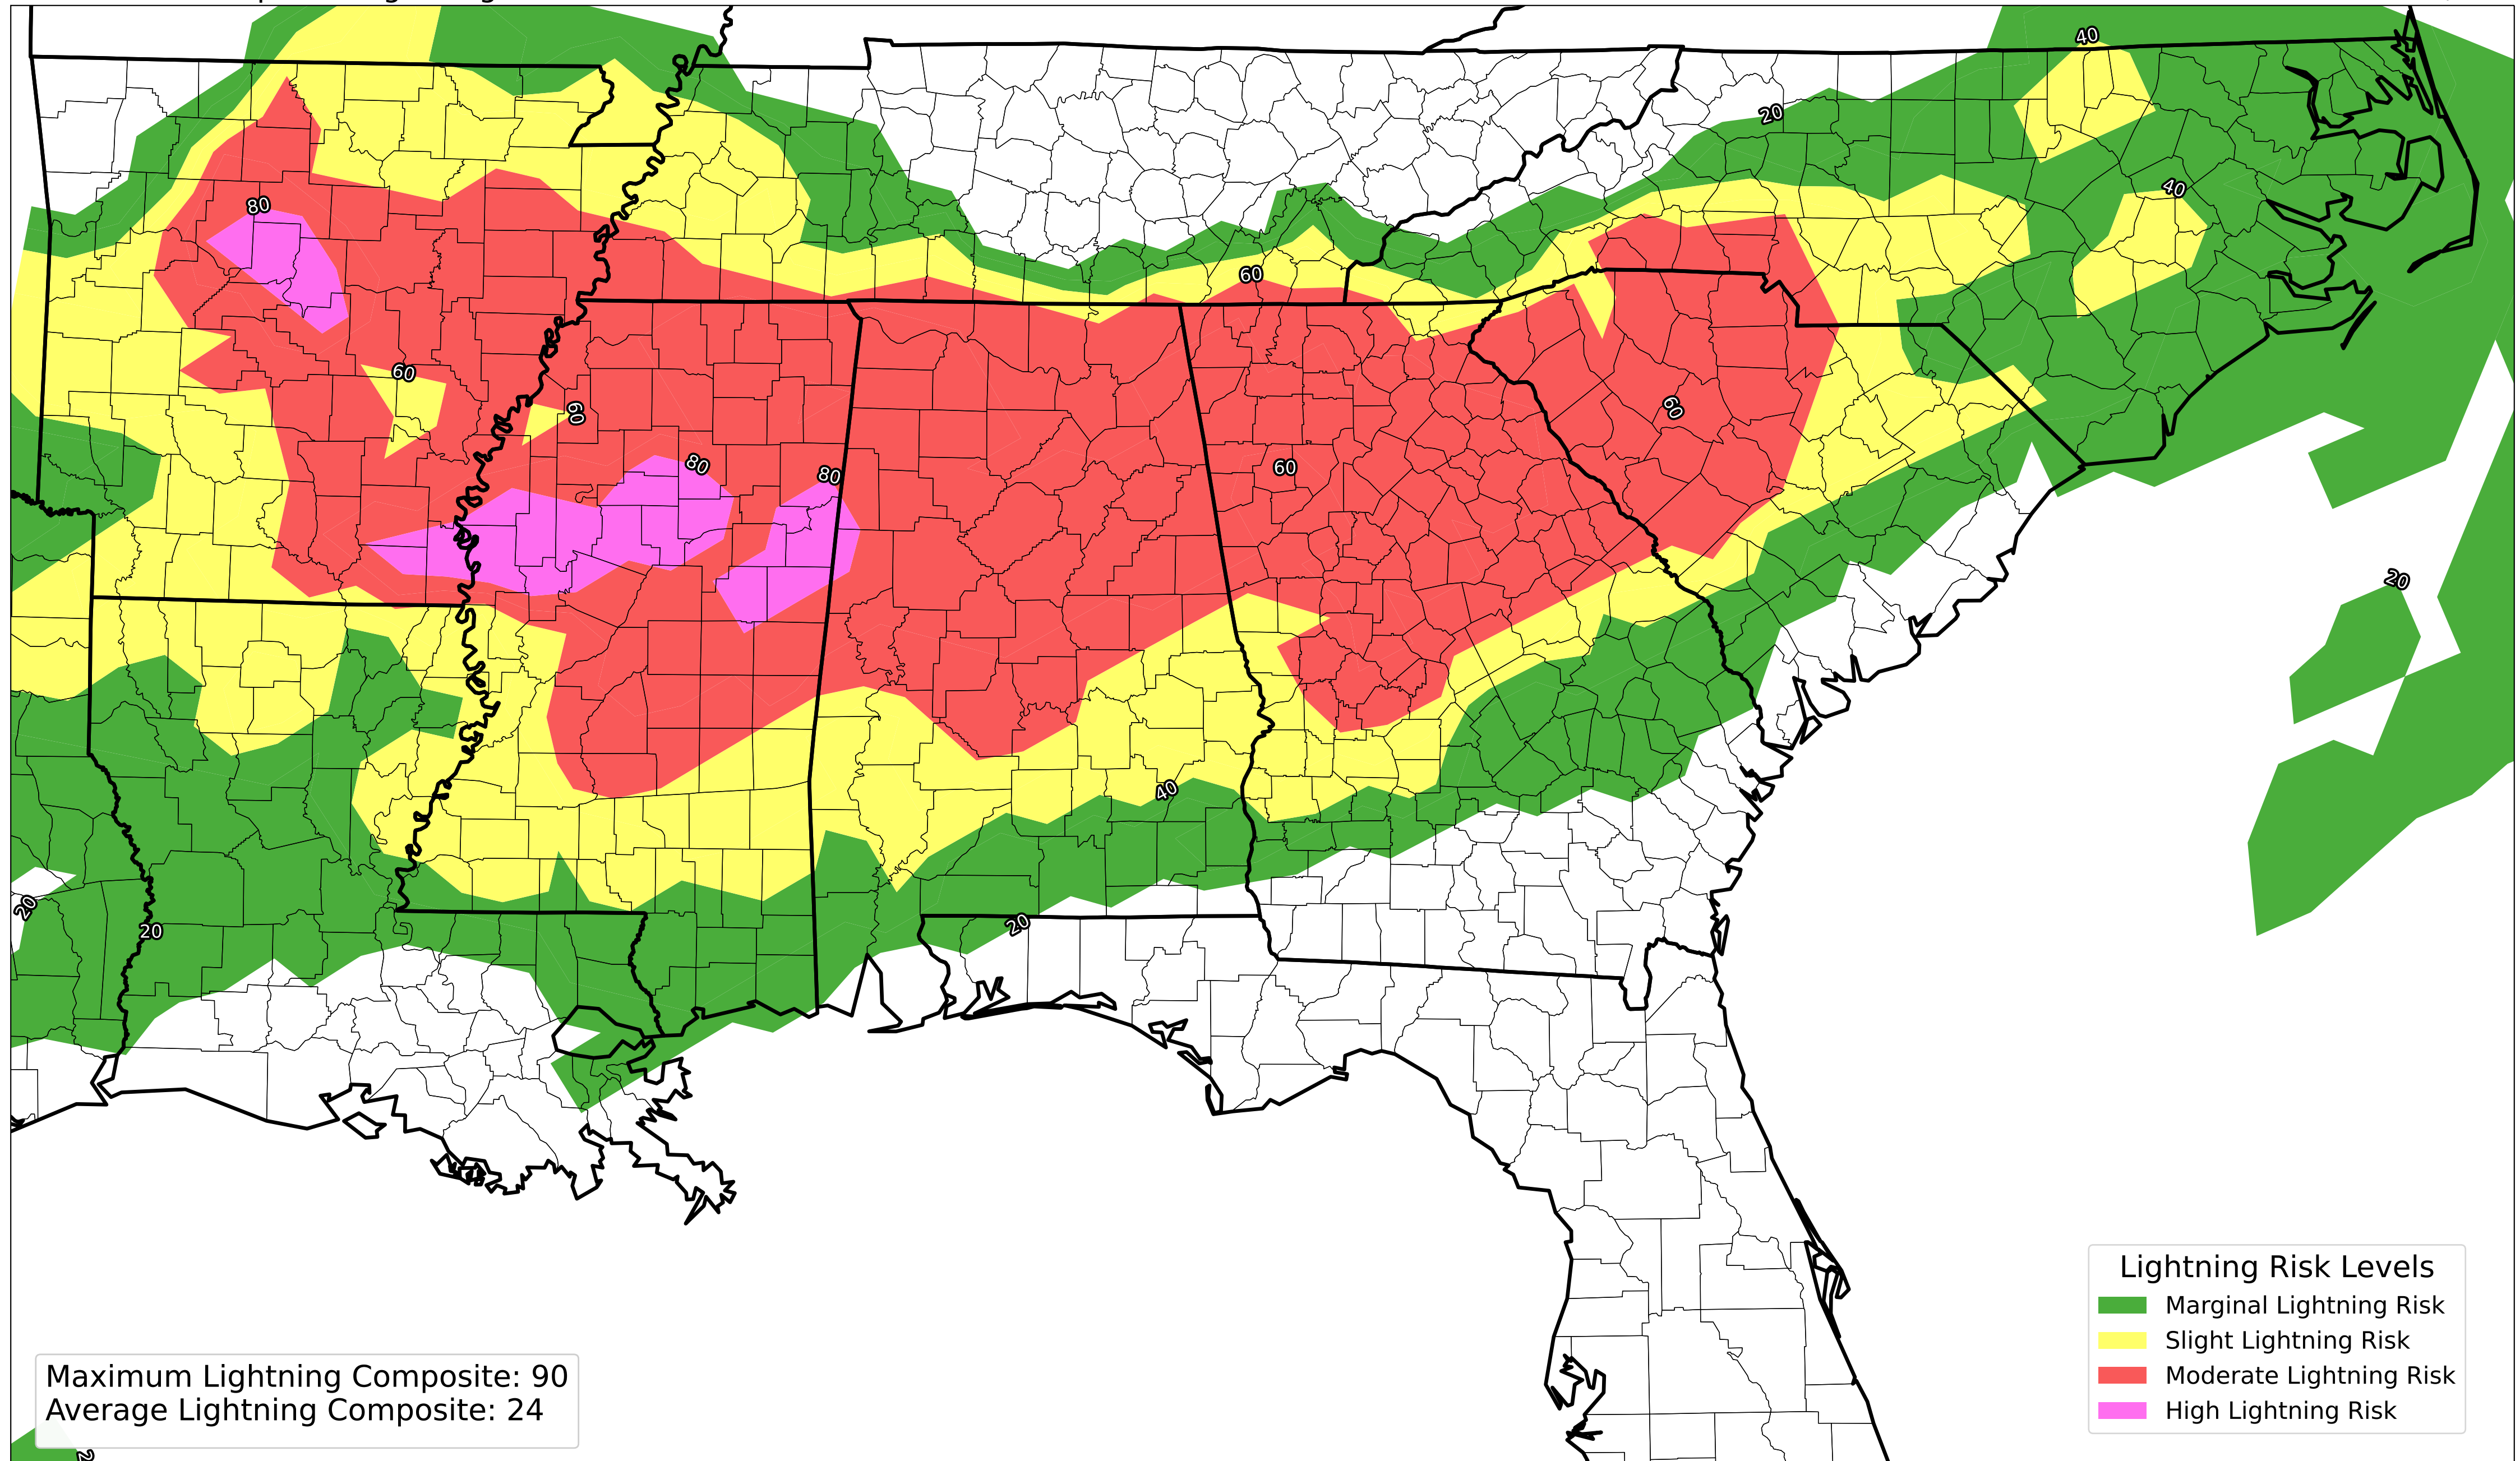 40
20
40
80
60
60
60
60
80
60
80
20
40
20
20
20
Lightning Risk Levels
Marginal Lightning Risk
Slight Lightning Risk
Moderate Lightning Risk
High Lightning Risk
Maximum Lightning Composite: 90
Average Lightning Composite: 24